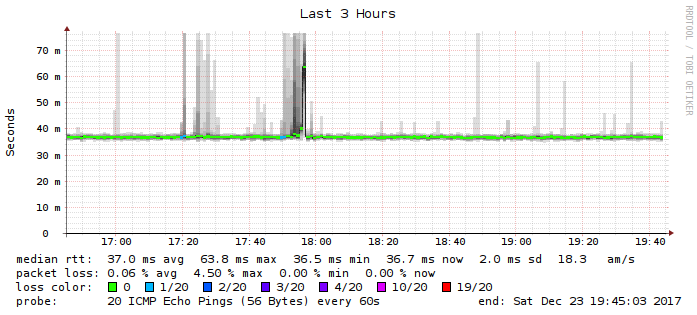 Last 3 Hours
RRDTOOL / TOBI OETIKER
Seconds
70 m
60 m
50 m
40 m
30 m
20 m
10 m
0
17:00 17:20 17:40 18:00 18:20 18:40 19:00 19:20 19:40
median rtt: 37.0 ms avg 63.8 ms max 36.5 ms min 36.7 ms now 2.0 ms sd 18.3 am/s
packet loss: 0.06 % avg 4.50 % max 0.00 % min 0.00 % now
loss color: 0 1/20 2/20 3/20 4/20 10/20 19/20
probe: 20 ICMP Echo Pings (56 Bytes) every 60s end: Sat Dec 23 19:45:03 2017